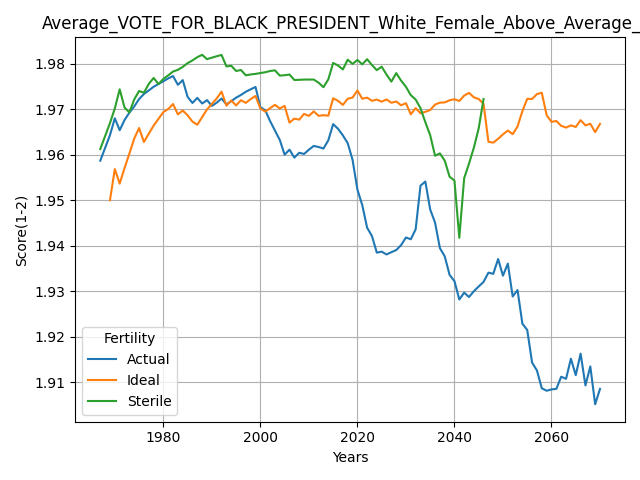 Average_VOTE_FOR_BLACK_PRESIDENT_White_Female_Above_Average_
1.98
1.97
1.96
1.95
1.94
1.93
1.92
1.91
Score(1-2)
Fertility
Actual
Ideal
Sterile
1980
2000
2020
2040
2060
Years